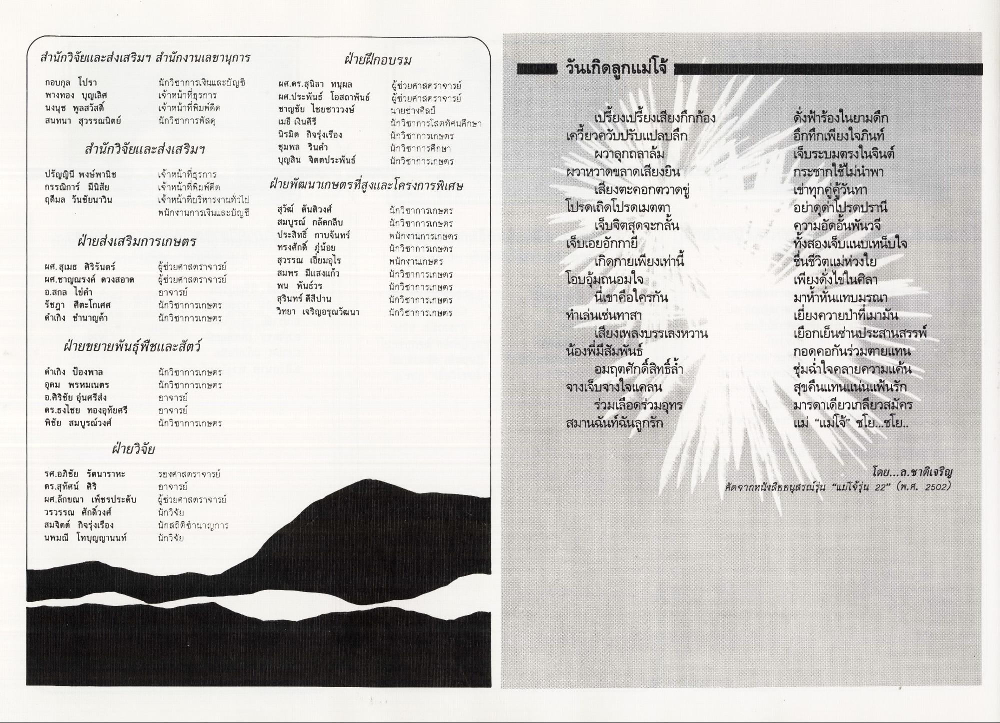 สำนักวิจัยและส่งเสริมฯ สำนักงานเลขานุการ
กอบกุล โปรา นักวิชาการเงินและบัญชี
พางทอง บุญเลิศ เจ้าหน้าที่ธุรการ
นงนุช พูลสวัสดิ์ เจ้าหน้าที่พิมพ์ดีด
สนทนา สุวรรณนิตย์ นักวิชาการพัสดุ
สำนักวิจัยและส่งเสริมฯ
ปรัญญินี พงษ์พานิช เจ้าหน้าที่ธุรการ
กรรณิการ์ มีนิสัย เจ้าหน้าที่พิมพ์ดีด
ฤดีมล วันชัยนาวิน เจ้าหน้าที่บริหารงานทั่วไป
พนักงานการเงินและบัญชี
ฝ่ายส่งเสริมการเกษตร
ผศ.สุเมธ ศิริรันดร์ ผู้ช่วยศาสตราจารย์
ผศ.ชาญณรงค์ ดวงสอาด ผู้ช่วยศาสตราจารย์
อ.สกล ไข่คำ อาจารย์
รัชฎา ศีตะโกเศศ นักวิชาการเกษตร
ดำเกิง ชำนาญค้า นักวิชาการเกษตร
ฝ่ายขยายพันธุ์พืชและสัตว์
ดำเกิง ป้องพาล นักวิชาการเกษตร
อุดม พรหมเนตร นักวิชาการเกษตร
อ.ศิริชัย อุ่นศรีส่ง อาจารย์
ดร.ธงไชย ทองอุทัยศรี อาจารย์
พิชัย สมบูรณ์วงศ์ นักวิชาการเกษตร
ฝ่ายวิจัย
รศ.อภิชัย รัตนาราหะ รองศาสตราจารย์
ดร.สุทัศน์ ศิริ อาจารย์
ผศ.ลักขณา เพ็ชรประดับ ผู้ช่วยศาสตราจารย์
วรวรรณ ศักดิ์วงศ์ นักวิจัย
สมจิตต์ กิจรุ่งเรือง นักสถิติชำนาญการ
นพมณี โทบุญญานนท์ นักวิจัย
ฝ่ายฝึกอบรม
ผศ.ดร.สุนิลา ทนุผล ผู้ช่วยศาสตราจารย์
ผศ.ประพันธ์ โอสถาพันธ์ ผู้ช่วยศาสตราจารย์
ชาญชัย ไชยชาววงษ์ นายช่างศิลป์
เมธี เงินคีรี นักวิชาการโสตทัศนศึกษา
นิรมิต กิจรุ่งเรือง นักวิชาการเกษตร
ชุมพล รินคำ นักวิชาการศึกษา
บุญสิน จิตตประพันธ์ นักวิชาการเกษตร
ฝ่ายพัฒนาเกษตรที่สูงและโครงการพิเศษ
สุวัฒ์ ตันติวงศ์ นักวิชาการเกษตร
สมบูรณ์ กลัดกลีบ นักวิชาการเกษตร
ประสิทธิ์ กาบจันทร์ พนักงานการเกษตร
ทรงศักดิ์ ภู่น้อย นักวิชาการเกษตร
สุวรรณ เอี่ยมอุไร พนักงานเกษตร
สมพร มีแสงแก้ว นักวิชาการเกษตร
พน พันธ์วร นักวิชาการเกษตร
สุรินทร์ ดีสีปาน นักวิชาการเกษตร
วิทยา เจริญอรุณวัฒนา นักวิชาการเกษตร
วันเกิดลูกแม่โจ้
เปรี้ยงเปรี้ยงเสียงกึกก้อง ดั่งฟ้าร้องในยามดึก
เควี้ยวควับปรับแปลบลึก อึกทึกเพียงใจภินท์
ผวาลุกถลาล้ม เจ็บระบมตรงในจินต์
ผวาหวาดขลาดเสียงยิน กระชากใช้ไม่นำพา
เสียงตะคอกตวาดขู่ เข่าทุกคู่คู้วันทา
โปรดเถิดโปรดเมตตา อย่าดุด่าโปรดปรานี
เจ็บจิตสุดจะกลั้น ความอัดอั้นพันวจี
เจ็บเอยอักกายี ทั้งสองเจ็บแนบเหน็บใจ
เกิดกายเพียงเท่านี้ ชื่นชีวิตแม่ห่วงใย
โอบอุ้มถนอมใจ เพียงดั่งไข่ในศิลา
นี่เขาคือใครกัน มาห้ำหั่นแทบมรณา
ทำเล่นเช่นทาสา เยี่ยงควายป่าที่เมามัน
เสียงเพลงบรรเลงหวาน เยือกเย็นซ่านประสานสรรพ์
น้องพี่มีสัมพันธ์ กอดคอกันร่วมตายแทน
อมฤตศักดิ์สิทธิ์ล้ำ ชุ่มฉ่ำใจคลายความแค้น
จางเจ็บจางใจแคลน สุขคืนแทนแน่นแฟ้นรัก
ร่วมเลือดร่วมอุทร มารดาเดียวเกลียวสมัคร
สมานฉันท์ฉันลูกรัก แม่ “แม่โจ้” ชโย...ชโย..
โดย...ล.ชาติเจริญ
คัดจากหนังสืออนุสรณ์รุ่น “แม่โจ้รุ่น 22” (พ.ศ. 2502)